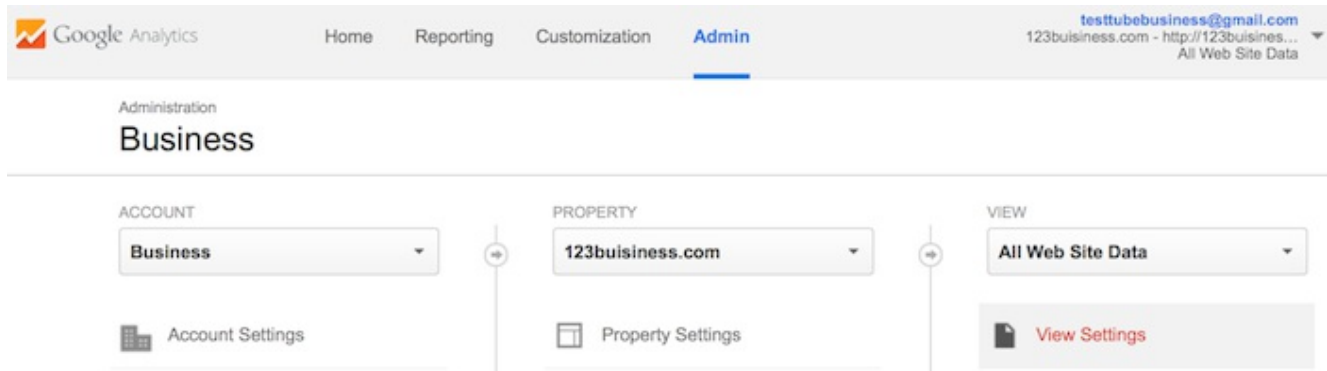 Google Analytics
Home
Reporting
Customization
Admin
testtubebusiness@gmail.com
123buisiness.com - http://123buisines...
All Web Site Data
Administration
Business
ACCOUNT
PROPERTY
VIEW
Business
123buisiness.com
All Web Site Data
Account Settings
Property Settings
View Settings